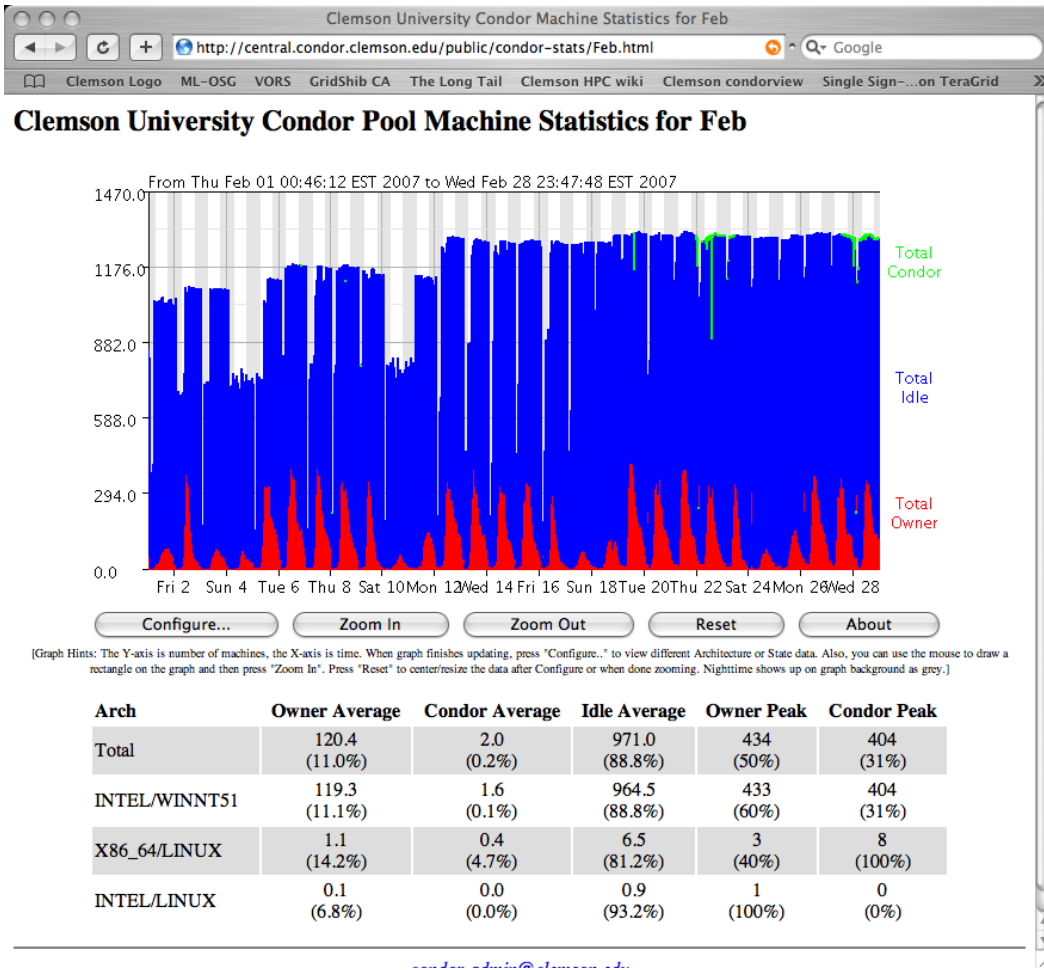 Clemson University Condor Machine Statistics for Feb
http://central.condor.clemson.edu/public/condor-stats/Feb.html
Google
Clemson Logo ML-OSG VORS GridShib CA The Long Tail Clemson HPC wiki Clemson condorview Single Sign-...on TeraGrid »
Clemson University Condor Pool Machine Statistics for Feb
From Thu Feb 01 00:46:12 EST 2007 to Wed Feb 28 23:47:48 EST 2007
1470.0
1176.0
882.0
588.0
294.0
0.0
Total
Condor
Total
Idle
Total
Owner
Fri 2 Sun 4 Tue 6 Thu 8 Sat 10 Mon 12 Wed 14 Fri 16 Sun 18 Tue 20 Thu 22 Sat 24 Mon 26 Wed 28
Configure... Zoom In Zoom Out Reset About
[Graph Hints: The Y-axis is number of machines, the X-axis is time. When graph finishes updating, press "Configure.." to view different Architecture or State data. Also, you can use the mouse to draw a
rectangle on the graph and then press "Zoom In". Press "Reset" to center/resize the data after Configure or when done zooming. Nighttime shows up on graph background as grey.]
Arch Owner Average Condor Average Idle Average Owner Peak Condor Peak
Total 120.4 2.0 971.0 434 404
(11.0%) (0.2%) (88.8%) (50%) (31%)
INTEL/WINNT51 119.3 1.6 964.5 433 404
(11.1%) (0.1%) (88.8%) (60%) (31%)
X86_64/LINUX 1.1 0.4 6.5 3 8
(14.2%) (4.7%) (81.2%) (40%) (100%)
INTEL/LINUX 0.1 0.0 0.9 1 0
(6.8%) (0.0%) (93.2%) (100%) (0%)
condor-admin@clemson.edu